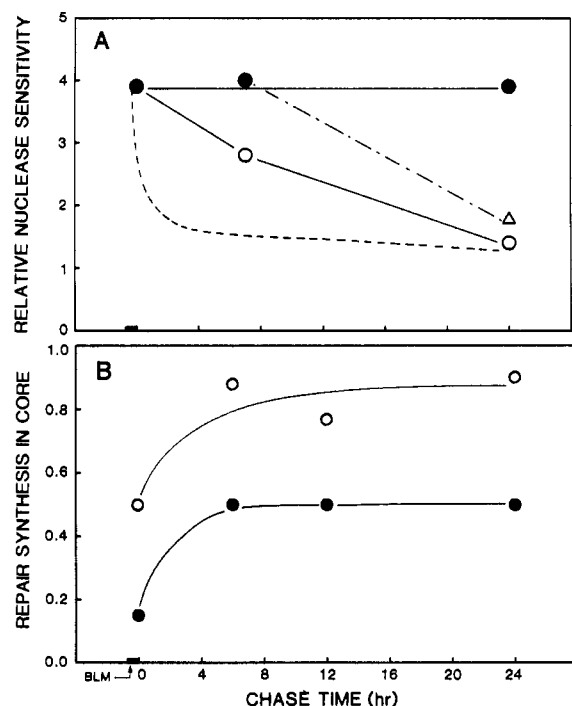 A
RELATIVE NUCLEASE SENSITIVITY
5
4
3
2
1
0
B
REPAIR SYNTHESIS IN CORE
1.0
0.8
0.6
0.4
0.2
0.0
BLM
0 4 8 12 16 20 24
CHASE TIME (hr)